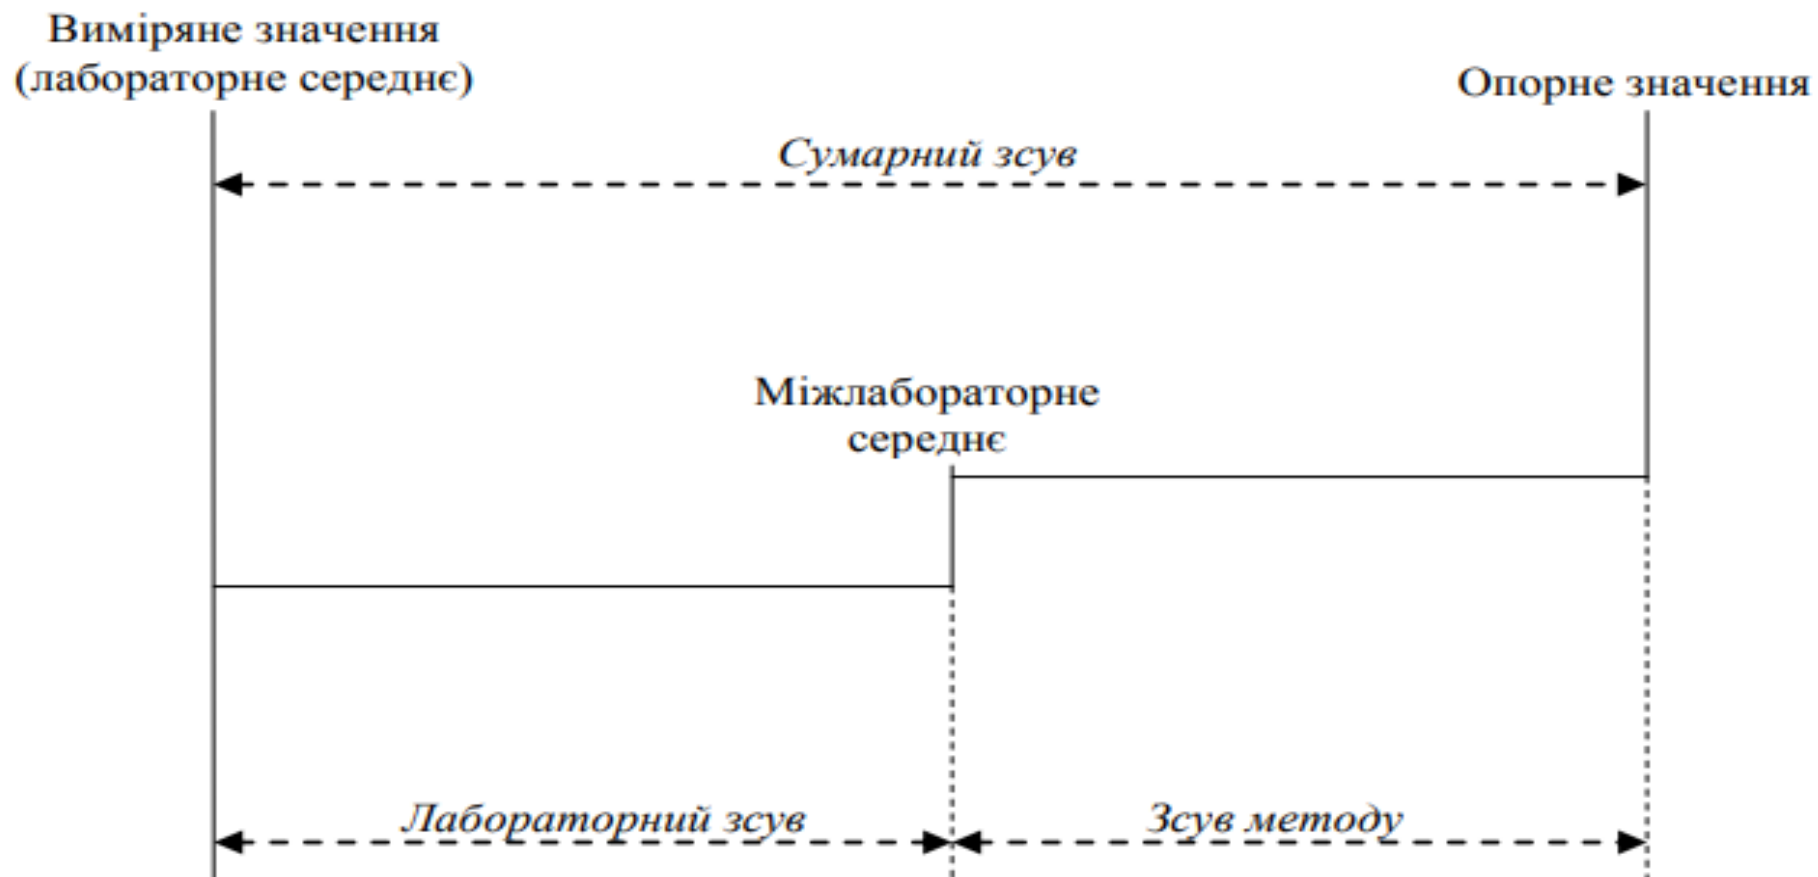 Виміряне значення
(лабораторне середнє)
Опорне значення
Сумарний зсув
Міжлабораторне
середнє
Лабораторний зсув
Зсув методу